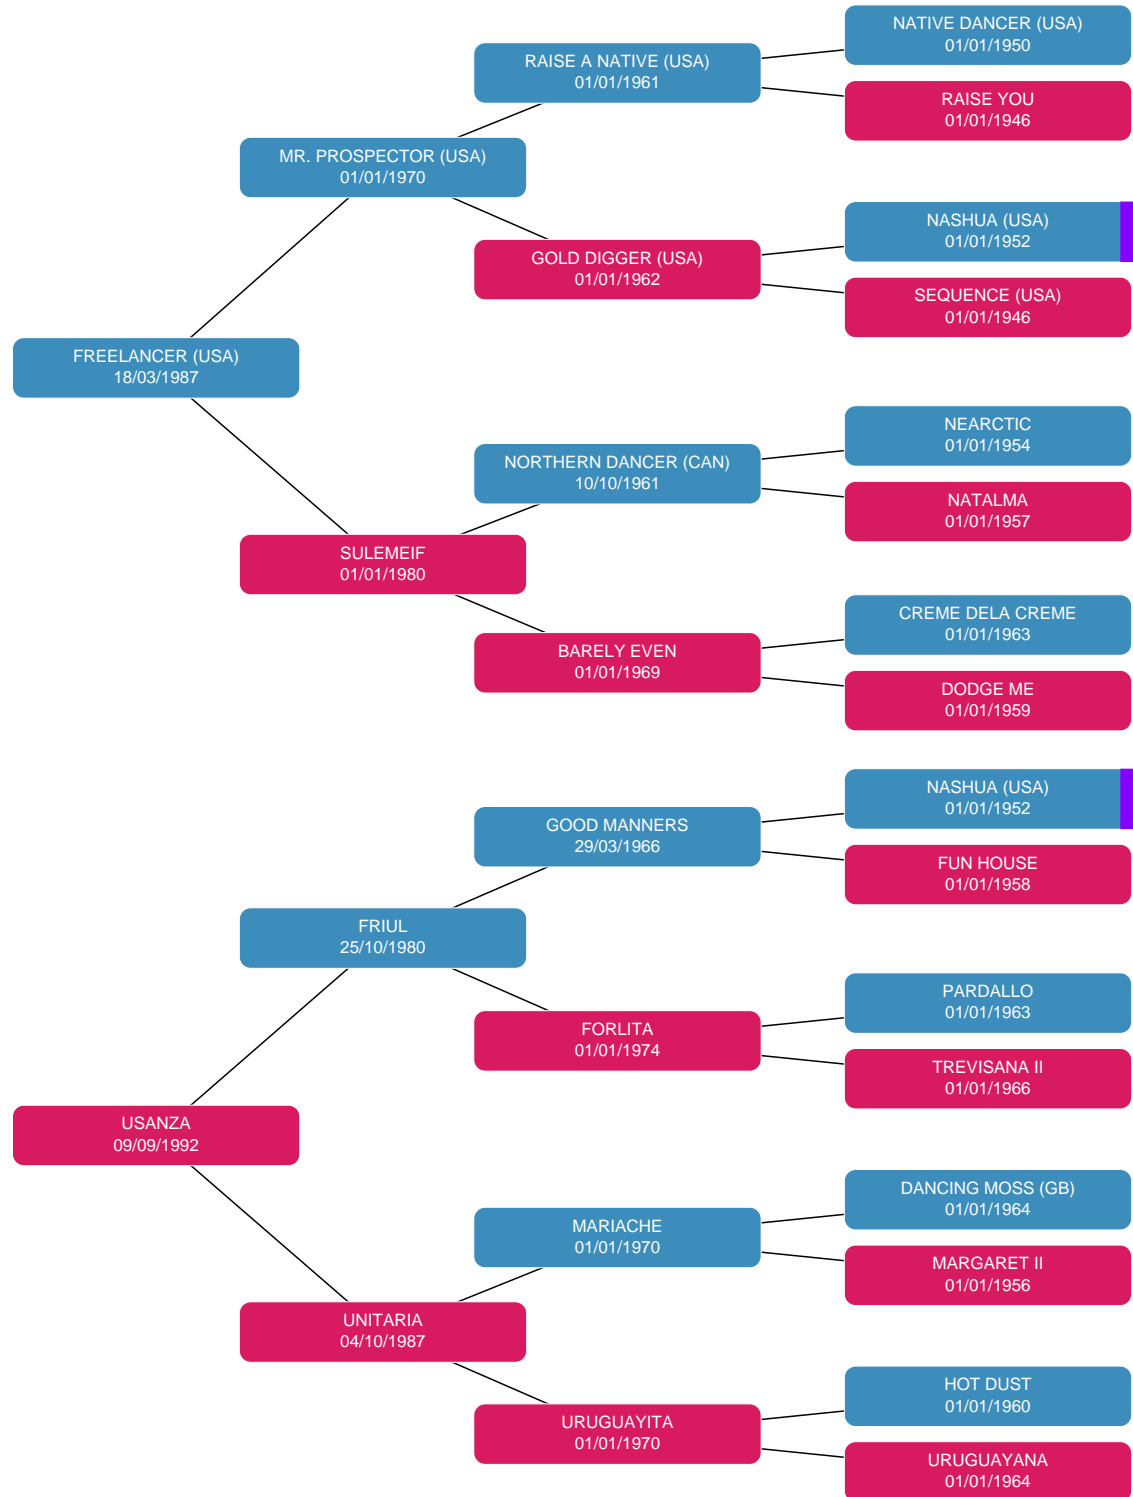 NATIVE DANCER (USA)
01/01/1950
RAISE A NATIVE (USA)
01/01/1961
RAISE YOU
01/01/1946
MR. PROSPECTOR (USA)
01/01/1970
NASHUA (USA)
01/01/1952
GOLD DIGGER (USA)
01/01/1962
SEQUENCE (USA)
01/01/1946
FREELANCER (USA)
18/03/1987
NEARCTIC
01/01/1954
NORTHERN DANCER (CAN)
10/10/1961
NATALMA
01/01/1957
SULEMEIF
01/01/1980
CREME DELA CREME
01/01/1963
BARELY EVEN
01/01/1969
DODGE ME
01/01/1959
NASHUA (USA)
01/01/1952
GOOD MANNERS
29/03/1966
FUN HOUSE
01/01/1958
FRIUL
25/10/1980
PARDALLO
01/01/1963
FORLITA
01/01/1974
TREVISANA II
01/01/1966
USANZA
09/09/1992
DANCING MOSS (GB)
01/01/1964
MARIACHE
01/01/1970
MARGARET II
01/01/1956
UNITARIA
04/10/1987
HOT DUST
01/01/1960
URUGUAYITA
01/01/1970
URUGUAYANA
01/01/1964